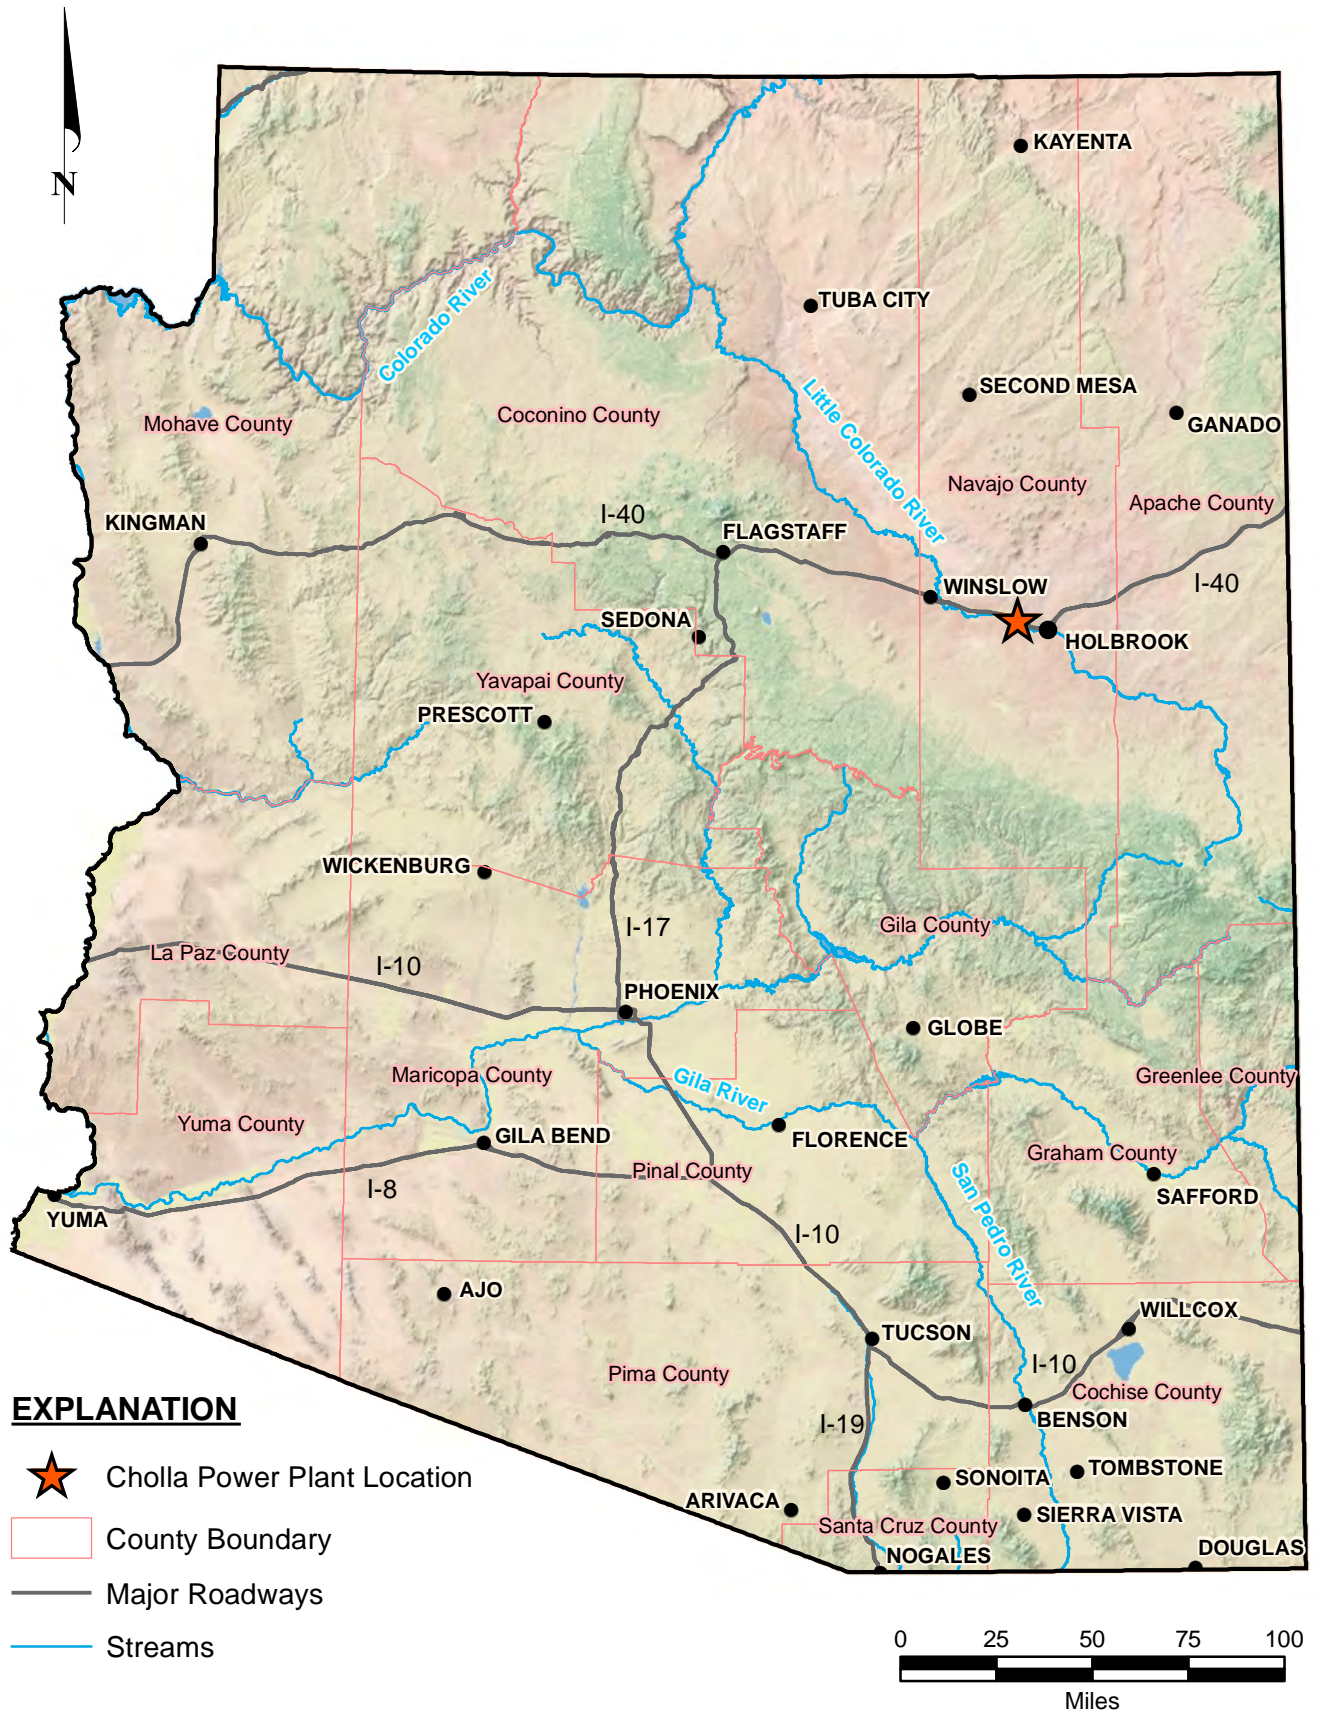 N
KAYENTA
TUBA CITY
Colorado River
SECOND MESA
GANADO
Mohave County
Coconino County
Little Colorado River
Navajo County
Apache County
KINGMAN
I-40
FLAGSTAFF
WINSLOW
I-40
SEDONA
HOLBROOK
Yavapai County
PRESCOTT
WICKENBURG
I-17
Gila County
La Paz County
I-10
PHOENIX
GLOBE
Maricopa County
Gila River
Greenlee County
Yuma County
GILA BEND
FLORENCE
Graham County
Pinal County
I-8
San Pedro River
SAFFORD
YUMA
I-10
AJO
WILLCOX
TUCSON
I-10
Pima County
Cochise County
EXPLANATION
I-19
BENSON
Cholla Power Plant Location
SONOITA
TOMBSTONE
ARIVACA
SIERRA VISTA
Santa Cruz County
County Boundary
NOGALES
DOUGLAS
Major Roadways
Streams
0 25 50 75 100
Miles